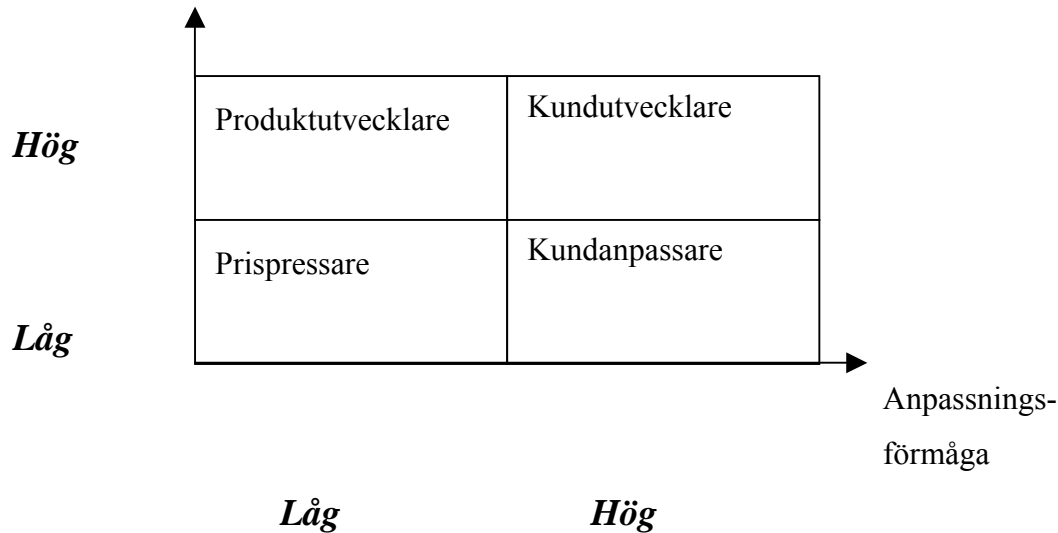 Produktutvecklare
Kundutvecklare
Hög
Prispressare
Kundanpassare
Låg
Anpassnings-
förmåga
Låg
Hög